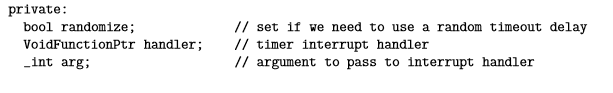 private:
  bool randomize;            // set if we need to use a random timeout delay
  VoidFunctionPtr handler;   // timer interrupt handler
  _int arg;                  // argument to pass to interrupt handler